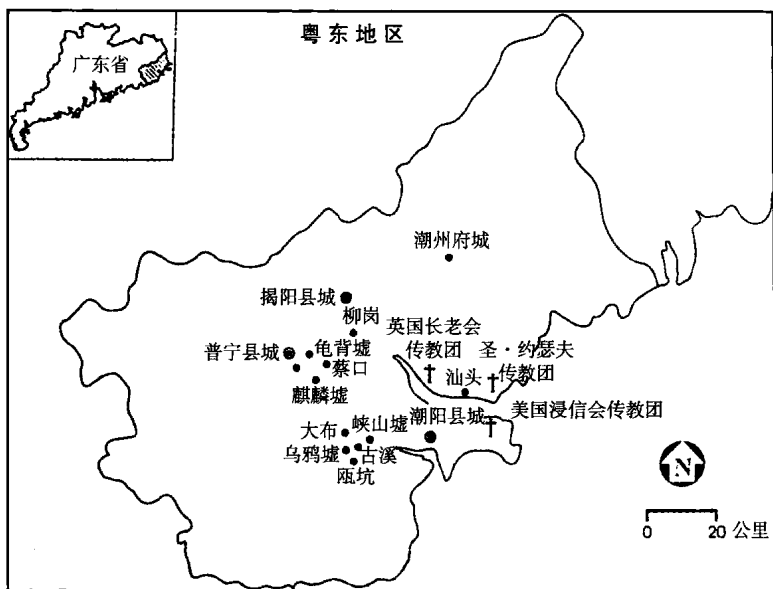 粤东地区
广东省
潮州府城
揭阳县城
柳岗
英国长老会
传教团
圣·约瑟夫
传教团
普宁县城
龟背墟
蔡口
汕头
麒麟墟
潮阳县城
美国浸信会传教团
大布
峡山墟
乌鸦墟
古溪
瓯坑
N
0 20 公里